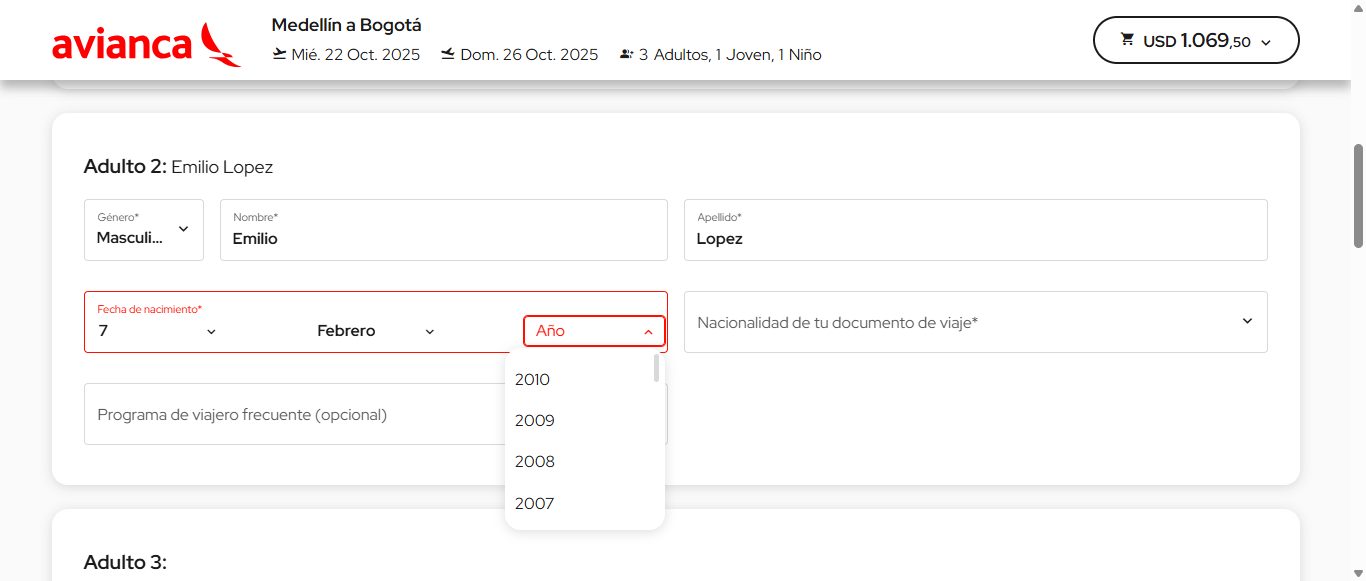 avianca
Medellín a Bogotá
Mié. 22 Oct. 2025 Dom. 26 Oct. 2025 3 Adultos, 1 Joven, 1 Niño
USD 1.069,50
Adulto 2: Emilio Lopez
Género*
Masculi...
Nombre*
Emilio
Apellido*
Lopez
Fecha de nacimiento*
7 Febrero Año
Nacionalidad de tu documento de viaje*
2010
2009
2008
2007
Programa de viajero frecuente (opcional)
Adulto 3: